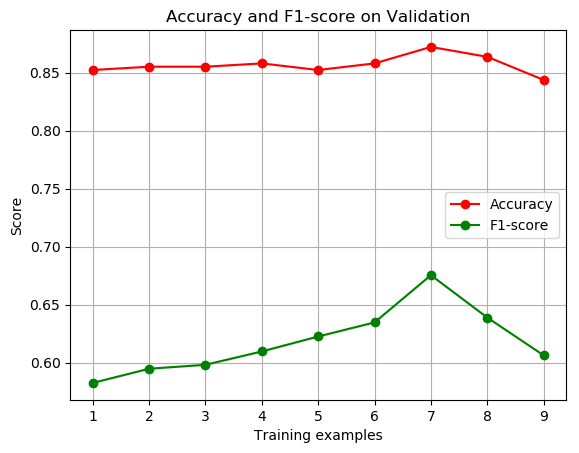 Accuracy and F1-score on Validation
Score
0.85
0.80
0.75
0.70
0.65
0.60
Accuracy
F1-score
1 2 3 4 5 6 7 8 9
Training examples